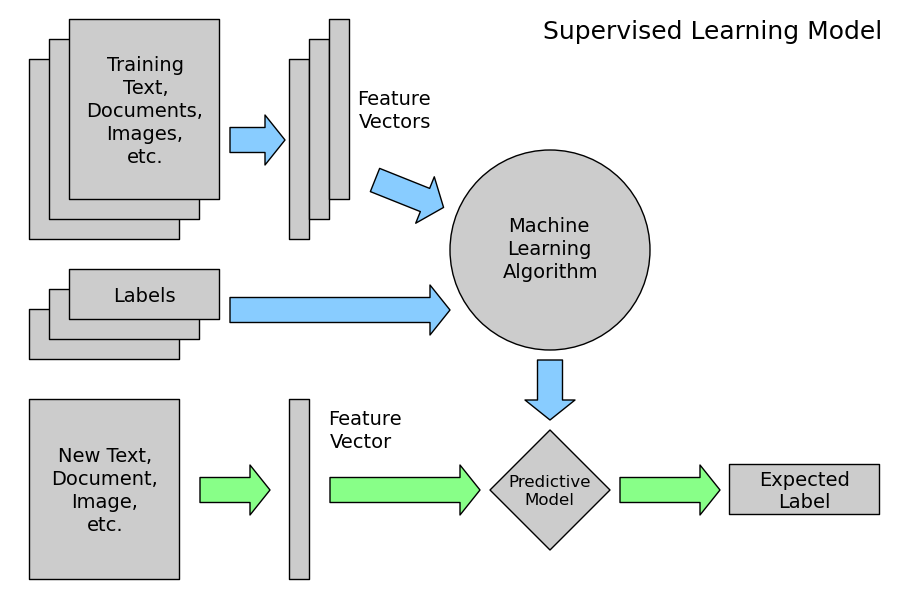 Supervised Learning Model
Training
Text,
Documents,
Images,
etc.
Feature
Vectors
Machine
Learning
Algorithm
Labels
New Text,
Document,
Image,
etc.
Feature
Vector
Predictive
Model
Expected
Label